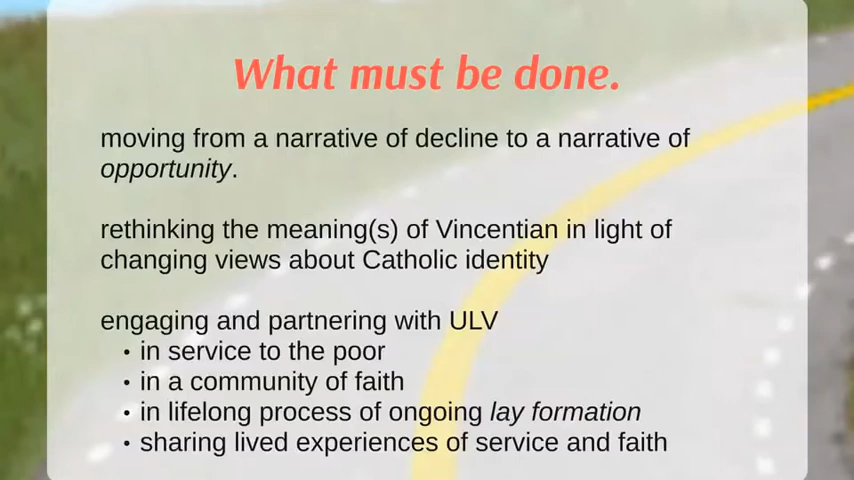 What must be done.
moving from a narrative of decline to a narrative of
opportunity.
rethinking the meaning(s) of Vincentian in light of
changing views about Catholic identity
engaging and partnering with ULV
• in service to the poor
• in a community of faith
• in lifelong process of ongoing lay formation
• sharing lived experiences of service and faith